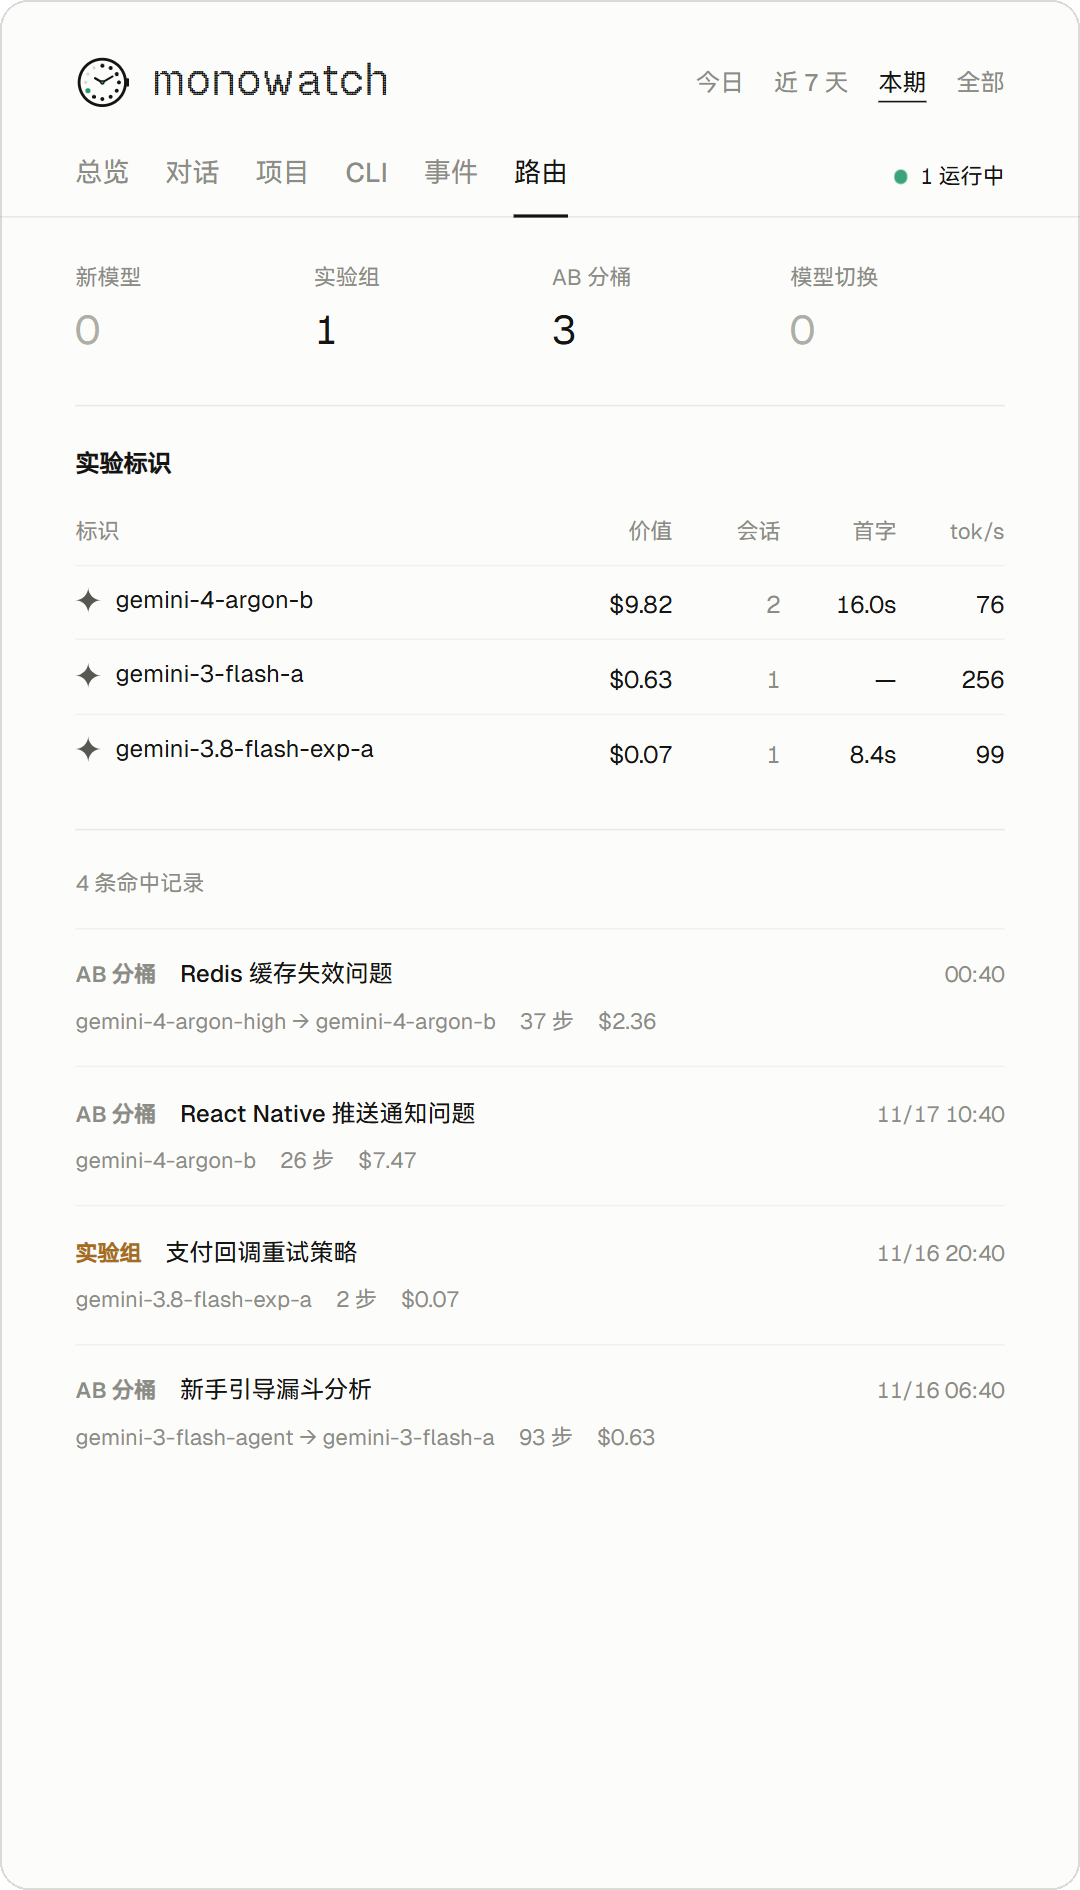 monowatch
今日 近 7 天 本期 全部
总览 对话 项目 CLI 事件 路由 1 运行中
新模型 实验组 AB 分桶 模型切换
0 1 3 0
实验标识
标识 价值 会话 首字 tok/s
gemini-4-argon-b $9.82 2 16.0s 76
gemini-3-flash-a $0.63 1 — 256
gemini-3.8-flash-exp-a $0.07 1 8.4s 99
4 条命中记录
AB 分桶 Redis 缓存失效问题 00:40
gemini-4-argon-high → gemini-4-argon-b 37 步 $2.36
AB 分桶 React Native 推送通知问题 11/17 10:40
gemini-4-argon-b 26 步 $7.47
实验组 支付回调重试策略 11/16 20:40
gemini-3.8-flash-exp-a 2 步 $0.07
AB 分桶 新手引导漏斗分析 11/16 06:40
gemini-3-flash-agent → gemini-3-flash-a 93 步 $0.63